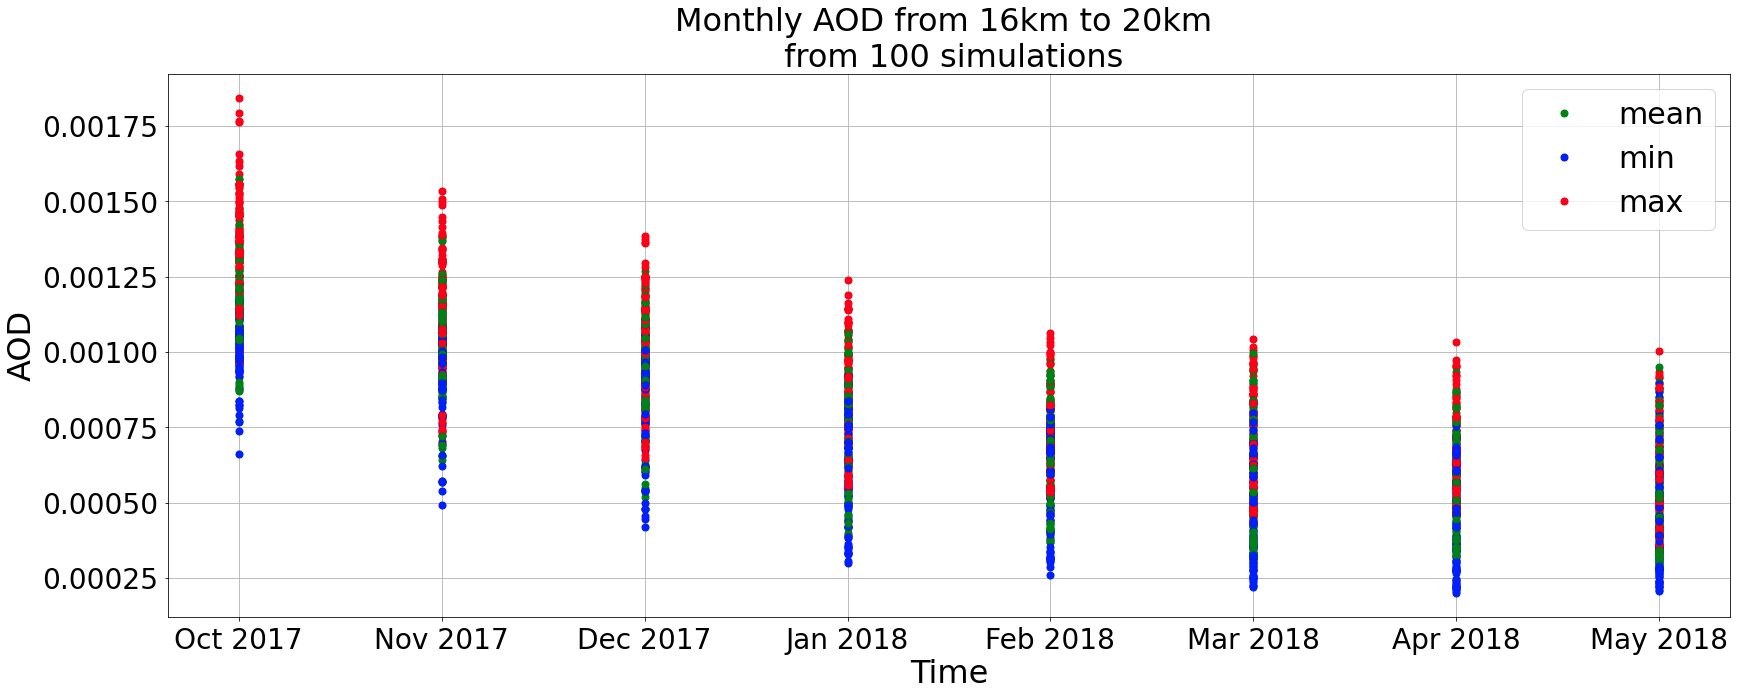 Monthly AOD from 16km to 20km
from 100 simulations
AOD
0.00175
0.00150
0.00125
0.00100
0.00075
0.00050
0.00025
mean
min
max
Oct 2017
Nov 2017
Dec 2017
Jan 2018
Feb 2018
Mar 2018
Apr 2018
May 2018
Time